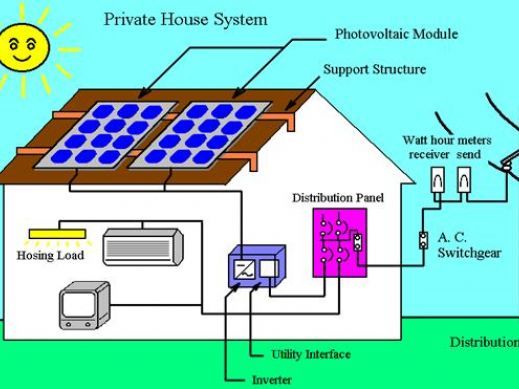 Private House System
Photovoltaic Module
Support Structure
Watt hour meters
receiver send
Distribution Panel
A. C.
Switchgear
Hosing Load
Distribution
Utility Interface
Inverter